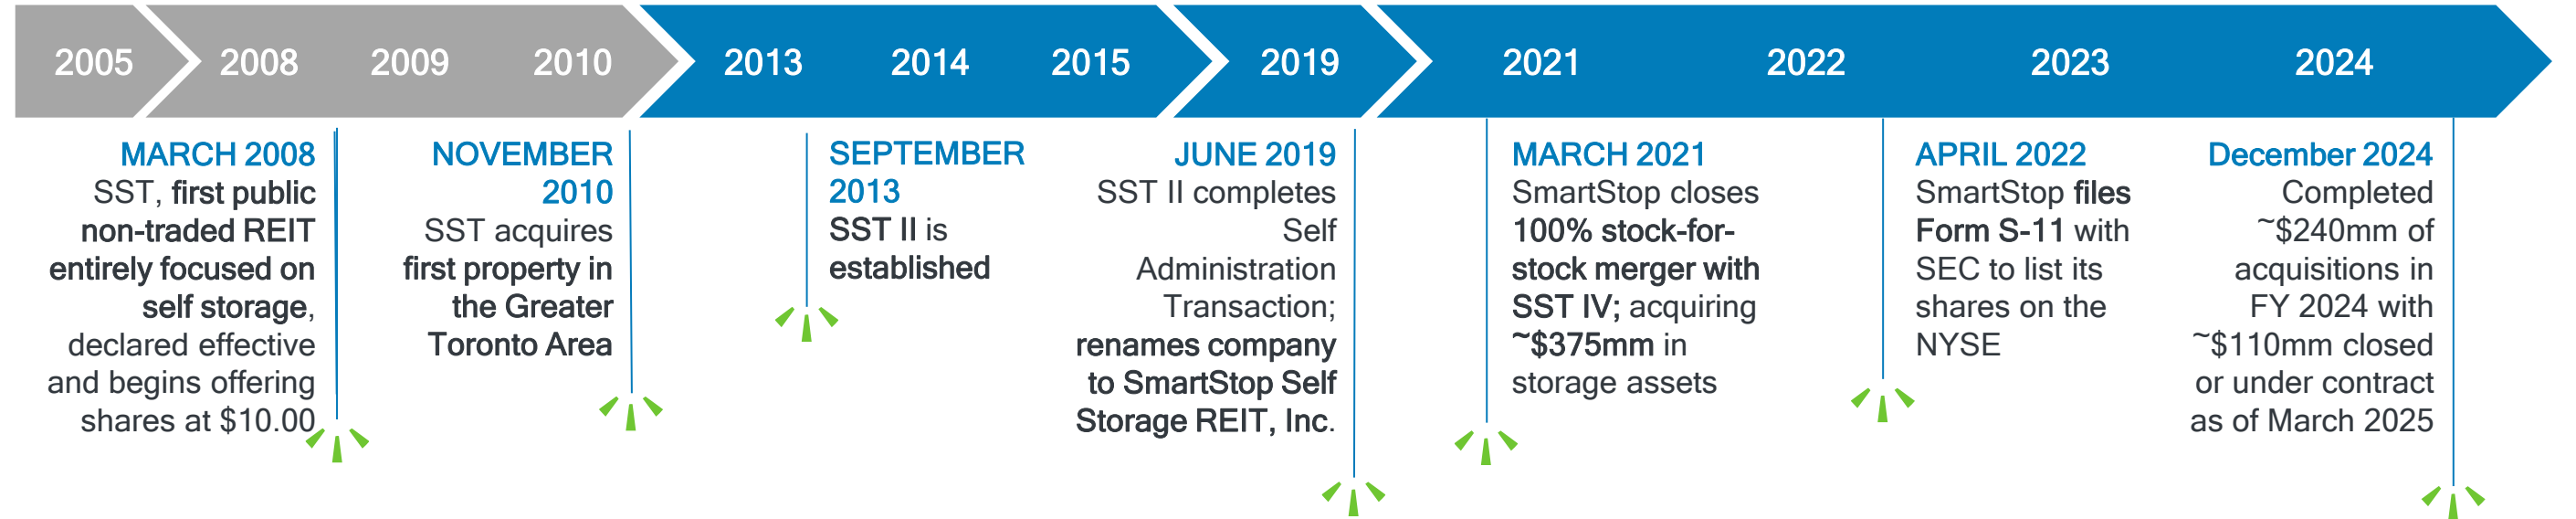 2005 2008 2009 2010 2013 2014 2015 2019 2021 2022 2023 2024
MARCH 2008
SST, first public
non-traded REIT
entirely focused on
self storage,
declared effective
and begins offering
shares at $10.00
NOVEMBER
2010
SST acquires
first property in
the Greater
Toronto Area
SEPTEMBER
2013
SST II is
established
JUNE 2019
SST II completes
Self
Administration
Transaction;
renames company
to SmartStop Self
Storage REIT, Inc.
MARCH 2021
SmartStop closes
100% stock-for-
stock merger with
SST IV; acquiring
~$375mm in
storage assets
APRIL 2022
SmartStop files
Form S-11 with
SEC to list its
shares on the
NYSE
December 2024
Completed
~$240mm of
acquisitions in
FY 2024 with
~$110mm closed
or under contract
as of March 2025